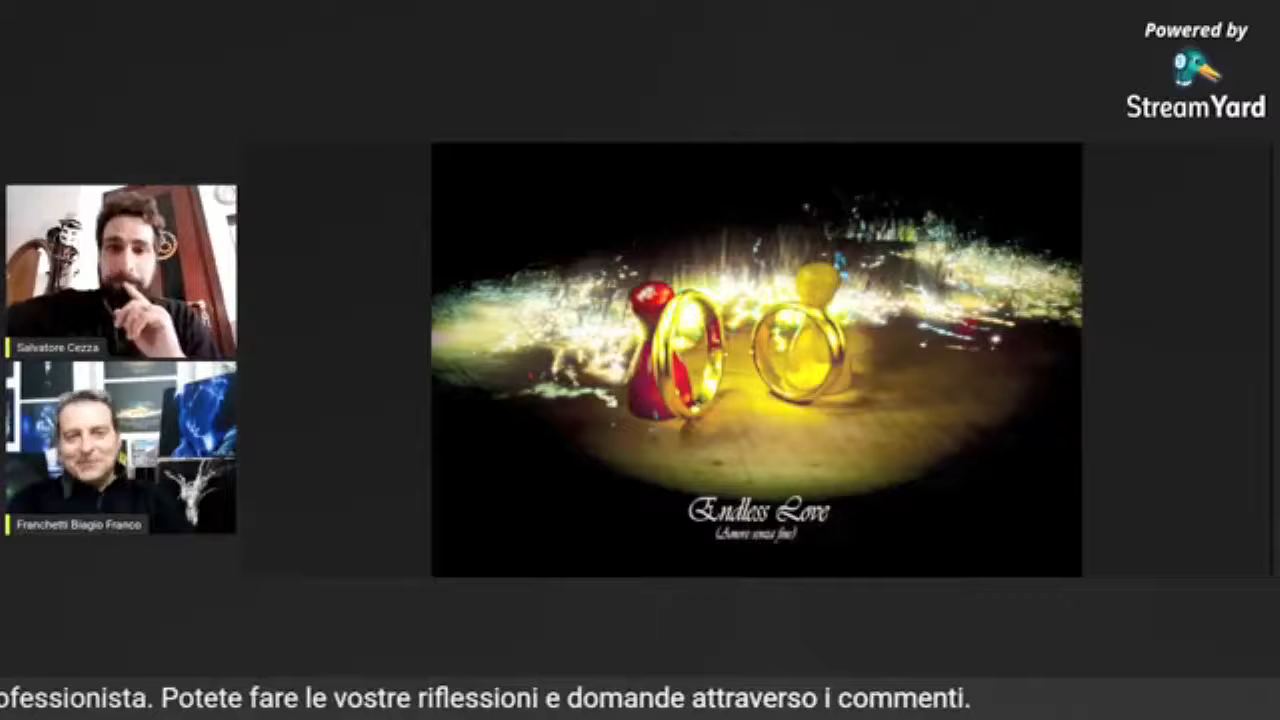 Powered by
StreamYard
Salvatore Cezza
Franchetti Biagio Franco
Endless Love
(Amore senza fine)
ofessionista. Potete fare le vostre riflessioni e domande attraverso i commenti.